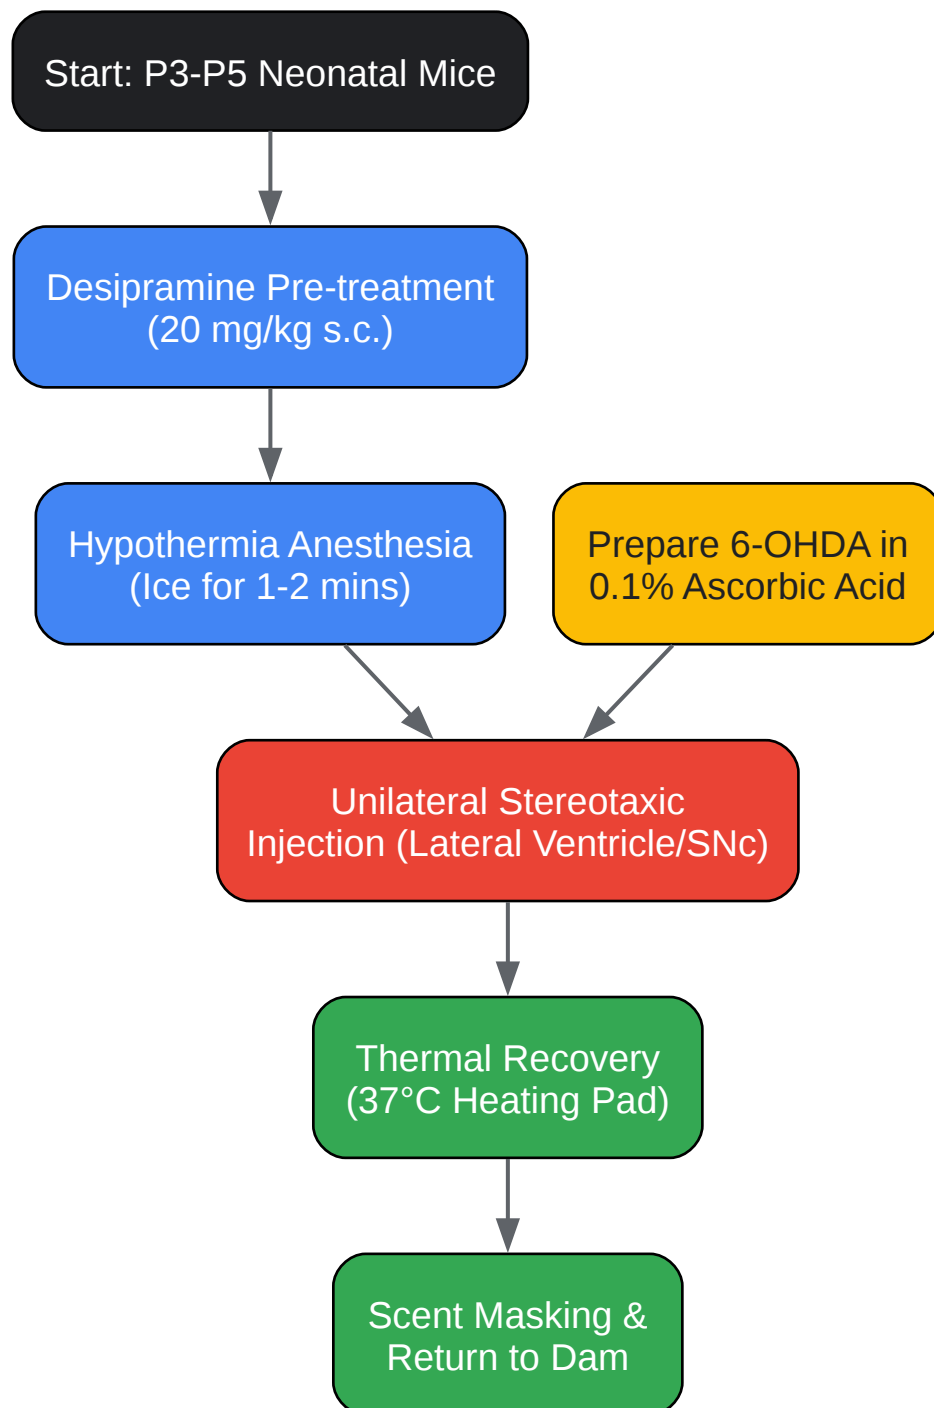 Start: P3-P5 Neonatal Mice
Desipramine Pre-treatment
(20 mg/kg s.c.)
Hypothermia Anesthesia
(Ice for 1-2 mins)
Prepare 6-OHDA in
0.1% Ascorbic Acid
Unilateral Stereotaxic
Injection (Lateral Ventricle/SNc)
Thermal Recovery
(37°C Heating Pad)
Scent Masking &
Return to Dam